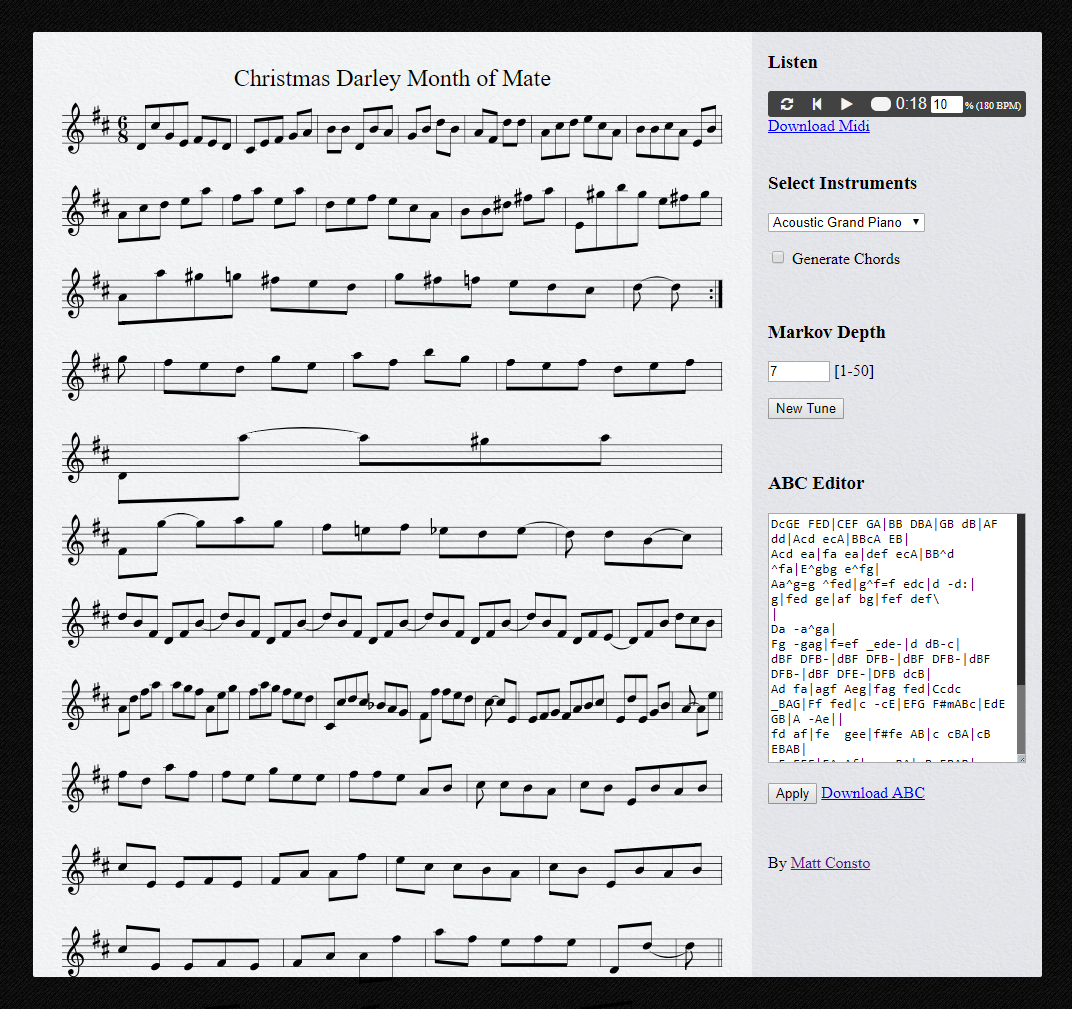 Christmas Darley Month of Mate
6
8
Listen
0:18 10 % (180 BPM)
Download Midi
Select Instruments
Acoustic Grand Piano
Generate Chords
Markov Depth
7 [1-50]
New Tune
ABC Editor
DcGE FED|CEF GA|BB DBA|GB dB|AF
dd|Acd ecA|BBcA EB|
Acd ea|fa ea|def ecA|BB^d
^fa|E^gbg e^fg|
Aa^g=g ^fed|g^f=f edc|d -d:|
g|fed ge|af bg|fef def\
|
Da -a^ga|
Fg -gag|f=ef _ede-|d dB-c|
dBF DFB-|dBF DFB-|dBF DFB-|dBF
DFB-|dBF DFE-|DFB dcB|
Ad fa|agf Aeg|fag fed|Ccdc
_BAG|Ff fed|c -cE|EFG F#mABc|EdE
GB|A -Ae||
fd af|fe  gee|f#fe AB|c cBA|cB
EBAB|
Apply Download ABC
By Matt Consto